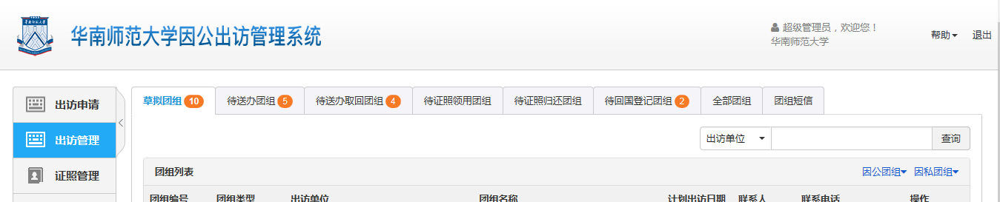 华南师范大学
华南师范大学因公出访管理系统
超级管理员，欢迎您！
华南师范大学
帮助
退出
出访申请
出访管理
证照管理
草拟团组 10
待送办团组 5
待送办取回团组 4
待证照领用团组
待证照归还团组
待回国登记团组 2
全部团组
团组短信
出访单位
查询
团组列表
因公团组
因私团组
团组编号 团组类型 出访单位 团组名称 计划出访日期 联系人 联系电话 操作